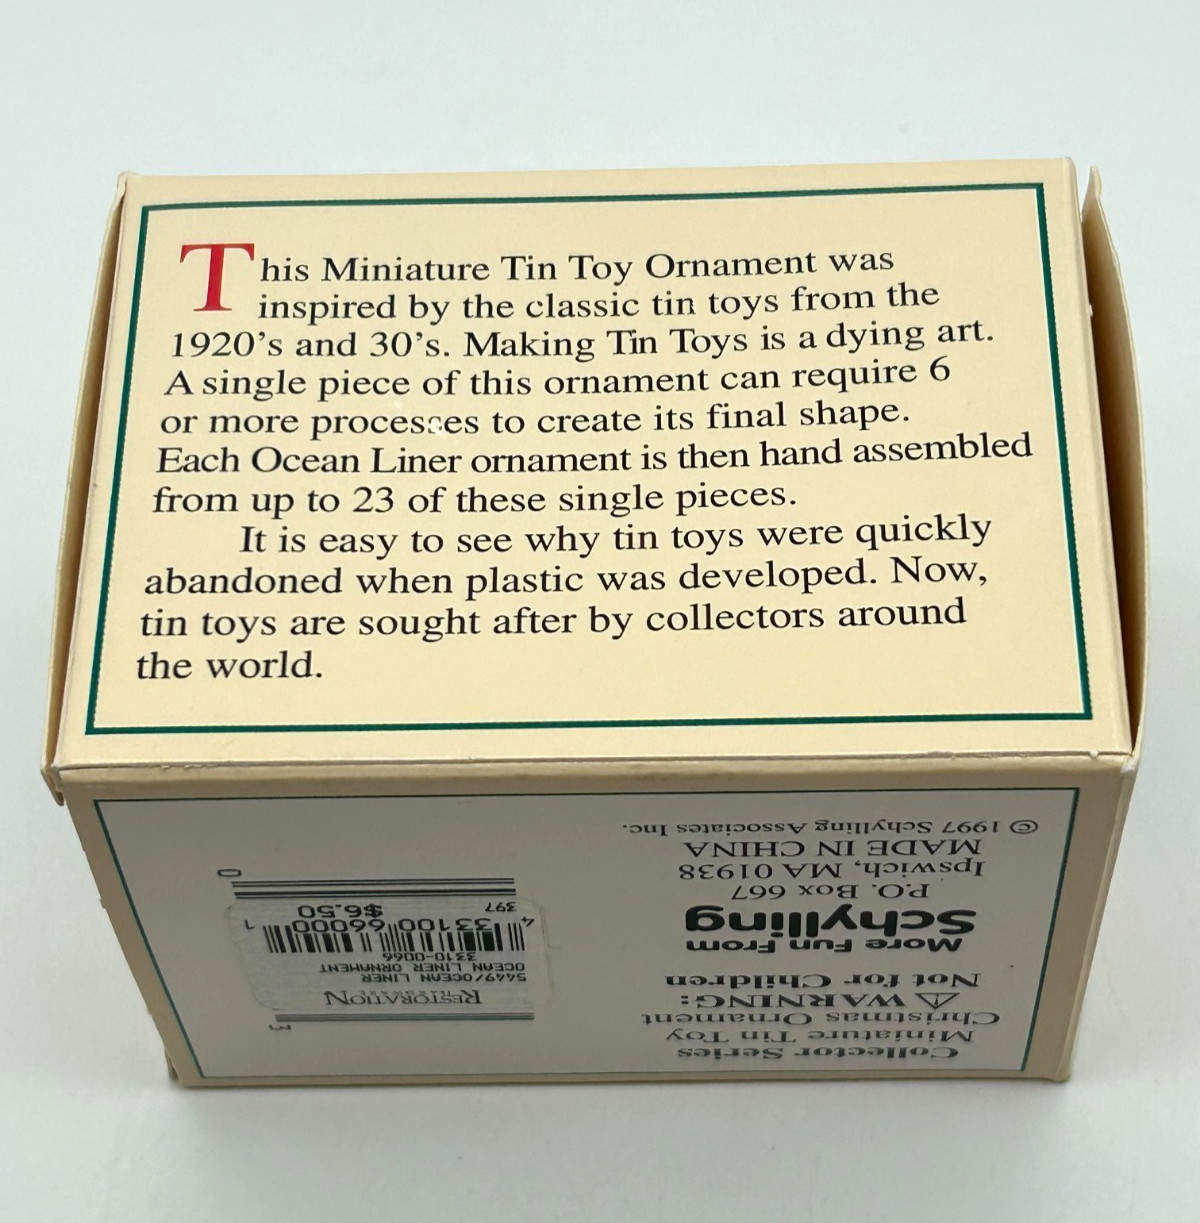 This Miniature Tin Toy Ornament was
inspired by the classic tin toys from the
1920's and 30's. Making Tin Toys is a dying art.
A single piece of this ornament can require 6
or more processes to create its final shape.
Each Ocean Liner ornament is then hand assembled
from up to 23 of these single pieces.
It is easy to see why tin toys were quickly
abandoned when plastic was developed. Now,
tin toys are sought after by collectors around
the world.
Collector Series
Miniature Tin Toy
Christmas Ornament
⚠ WARNING:
Not for Children
More Fun From
Schylling
P.O. Box 667
Ipswich, MA 01938
MADE IN CHINA
© 1997 Schylling Associates Inc.
RESTORATION
HARDWARE
5449/OCEAN LINER
OCEAN LINER ORNAMENT
3310-0066
4 33100 66000 1
397 $6.50
0